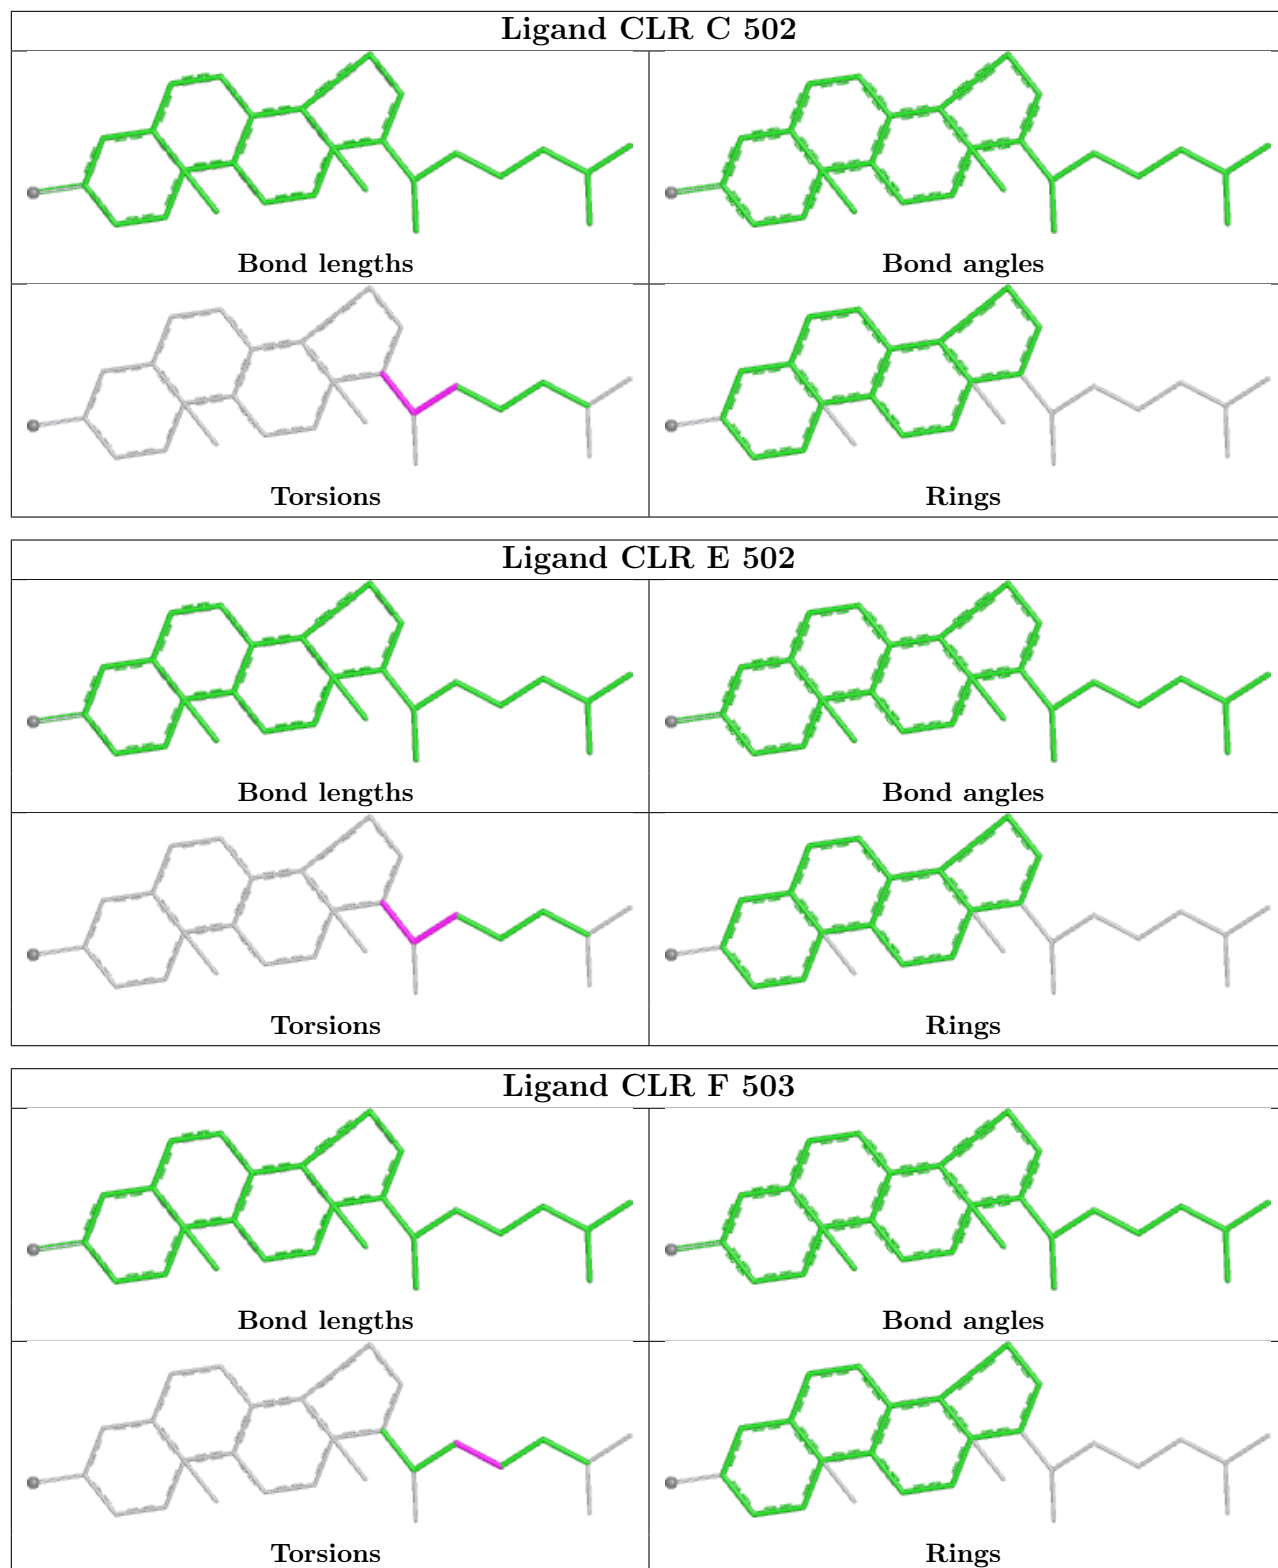 Ligand CLR C 502
Bond lengths
Bond angles
Torsions
Rings
Ligand CLR E 502
Bond lengths
Bond angles
Torsions
Rings
Ligand CLR F 503
Bond lengths
Bond angles
Torsions
Rings